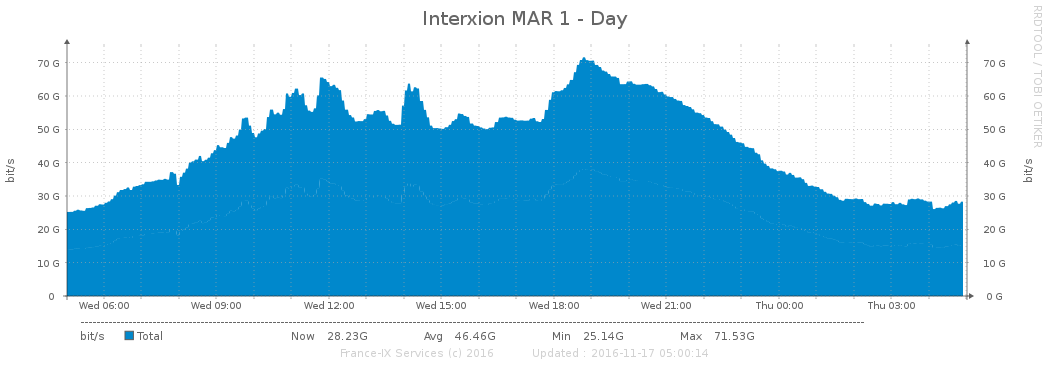 Interxion MAR 1 - Day
RRDTOOL / TOBI OETIKER
bit/s
70 G 70 G
60 G 60 G
50 G 50 G
40 G 40 G
30 G 30 G
20 G 20 G
10 G 10 G
0 0 G
bit/s
Wed 06:00 Wed 09:00 Wed 12:00 Wed 15:00 Wed 18:00 Wed 21:00 Thu 00:00 Thu 03:00
bit/s Total Now 28.23G Avg 46.46G Min 25.14G Max 71.53G
France-IX Services (c) 2016 Updated : 2016-11-17 05:00:14